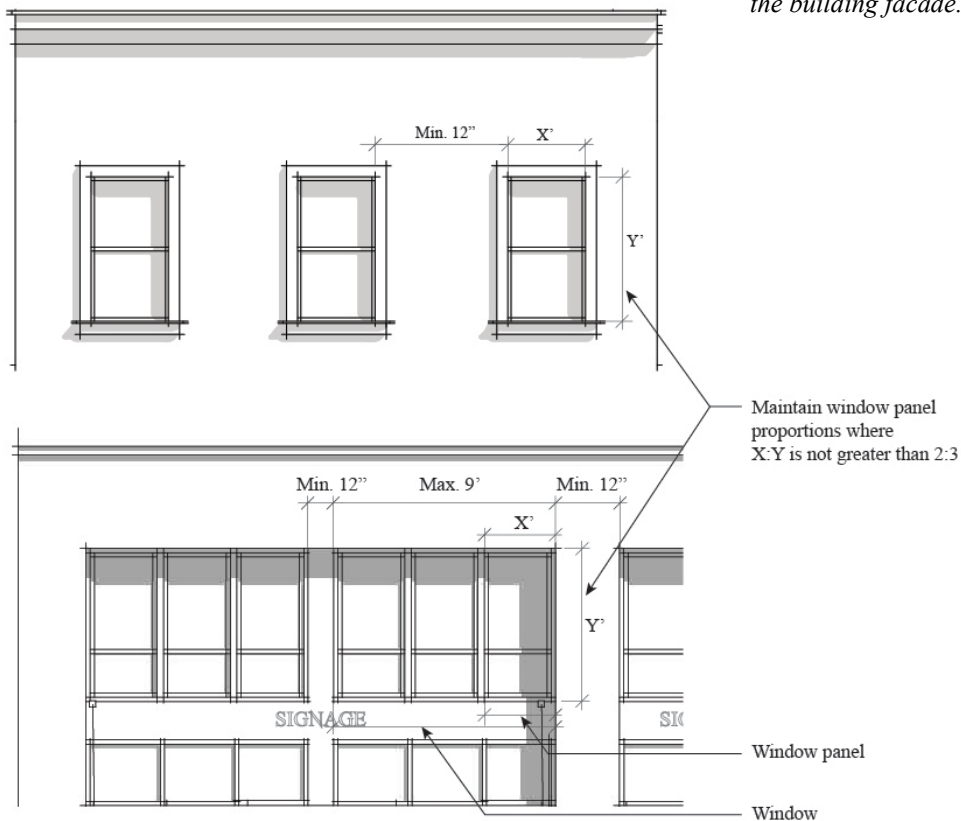 the building facade.
Min. 12”
X’
Y’
Maintain window panel
proportions where
X:Y is not greater than 2:3
Min. 12”
Max. 9’
Min. 12”
X’
Y’
SIGNAGE
SIG
Window panel
Window